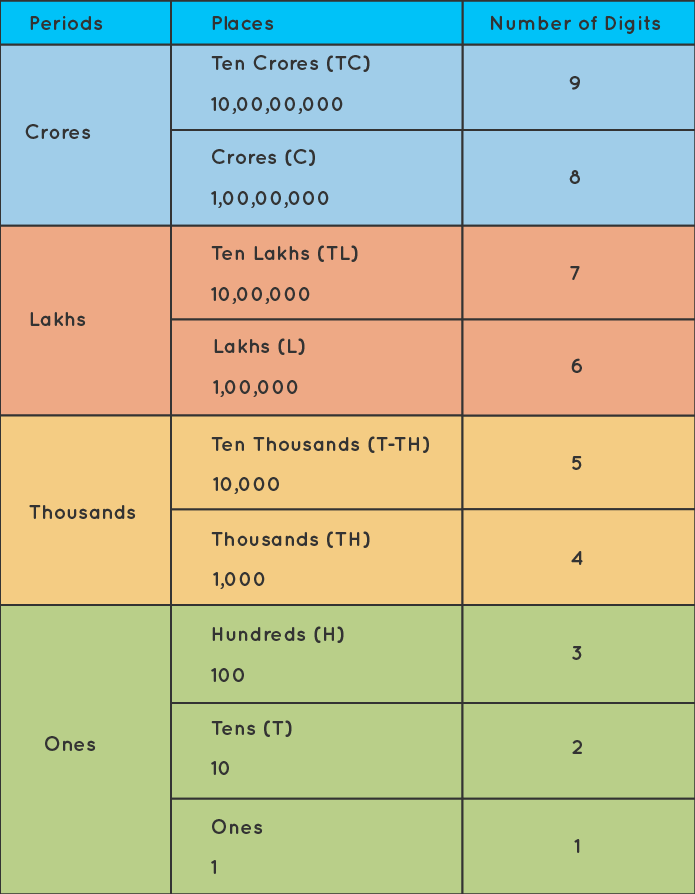 Periods Places Number of Digits
Crores
Ten Crores (TC)
10,00,00,000
9
Crores (C)
1,00,00,000
8
Lakhs
Ten Lakhs (TL)
10,00,000
7
Lakhs (L)
1,00,000
6
Thousands
Ten Thousands (T-TH)
10,000
5
Thousands (TH)
1,000
4
Ones
Hundreds (H)
100
3
Tens (T)
10
2
Ones
1
1